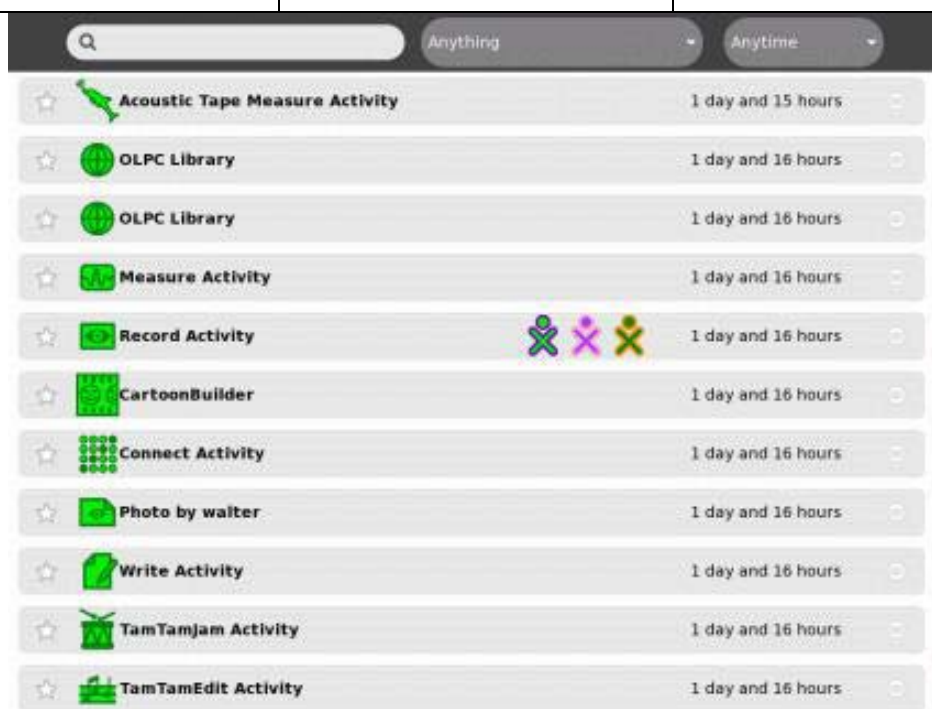 Anything Anytime
Acoustic Tape Measure Activity 1 day and 15 hours
OLPC Library 1 day and 16 hours
OLPC Library 1 day and 16 hours
Measure Activity 1 day and 16 hours
Record Activity 1 day and 16 hours
CartoonBuilder 1 day and 16 hours
Connect Activity 1 day and 16 hours
Photo by walter 1 day and 16 hours
Write Activity 1 day and 16 hours
TamTamJam Activity 1 day and 16 hours
TamTamEdit Activity 1 day and 16 hours